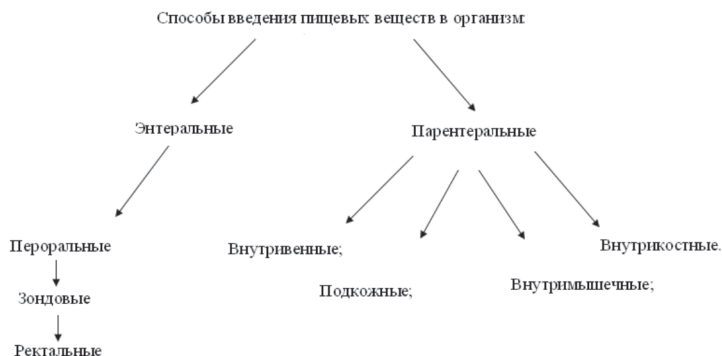 Способы введения пищевых веществ в организм:
Энтеральные
Парентеральные
Пероральные
Внутривенные;
Внутрикостные.
Подкожные;
Внутримышечные;
Зондовые
Ректальные